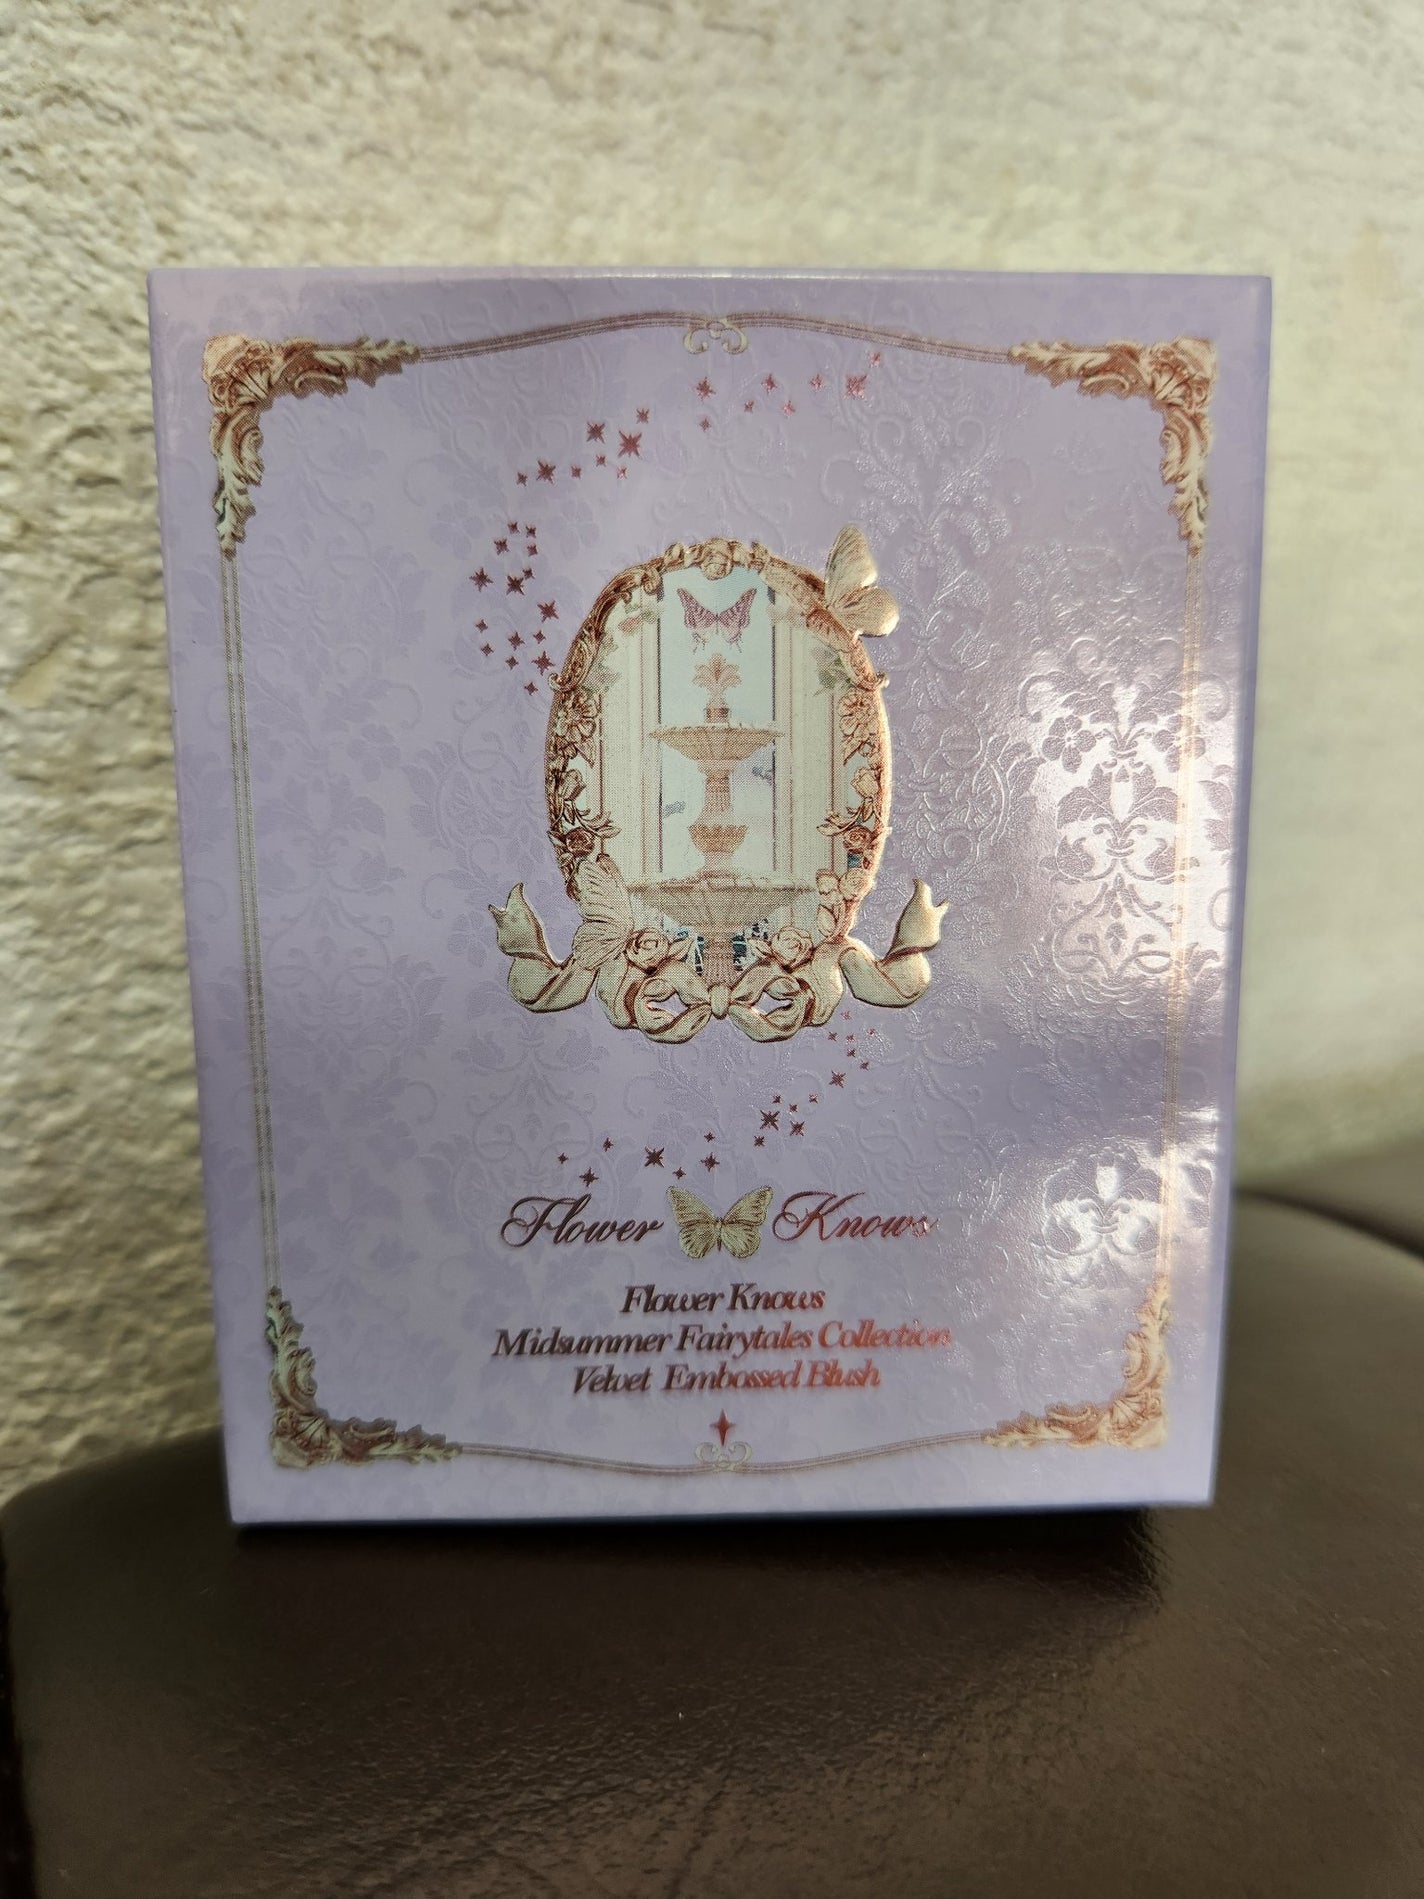 Flower Knows
Flower Knows
Midsummer Fairytales Collection
Velvet Embossed Blush